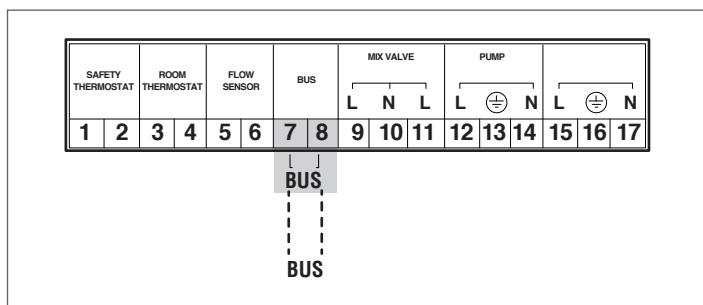 MIX VALVE PUMP
SAFETY THERMOSTAT ROOM THERMOSTAT FLOW SENSOR BUS
L N L L N L N
1 2 3 4 5 6 7 8 9 10 11 12 13 14 15 16 17
BUS
BUS